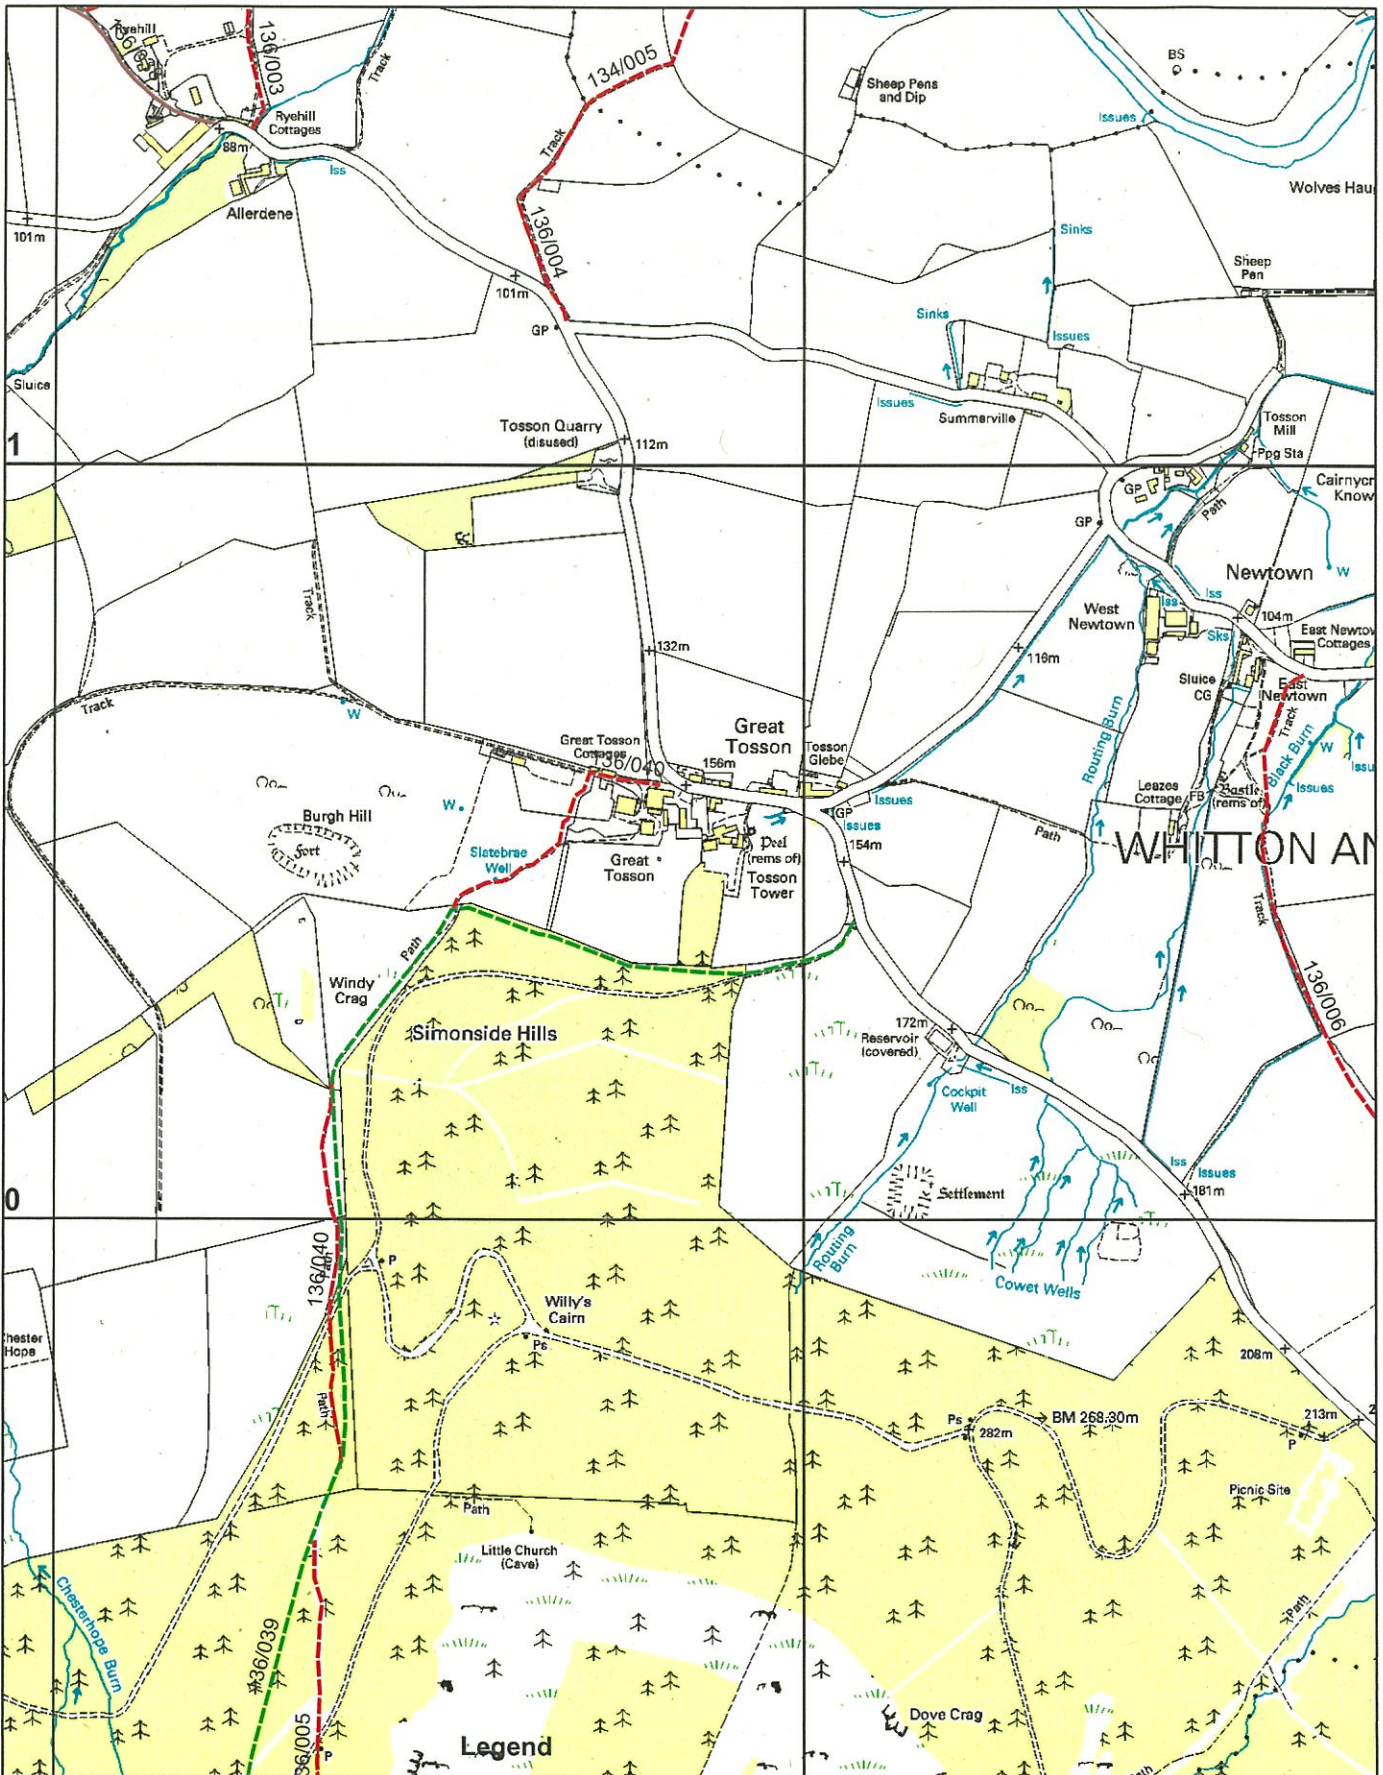 Ryehill
136/003
Track
134/005
BS
Sheep Pens
and Dip
Issues
Ryehill
Cottages
88m
Iss
Track
Wolves Hau
Allerdene
136/004
101m
Sinks
Sheep
Pen
101m
GP
Sinks
Issues
Sluice
Issues
Summerville
Tosson Quarry
(disused)
112m
Tosson
Mill
Ppg Sta
1
GP
Cairnycr
Know
Path
GP
Newtown
W
Track
Iss
West
Newtown
Iss
104m
Sks
East Newtow
Cottages
132m
116m
Sluice
CG
East
Newtown
Track
W
Track
Routing Burn
Black Burn
W
Issu
Great
Tosson
Great Tosson
Cottages
136/040
156m
Tosson
Glebe
Issues
Leazes
Cottage
FB
Bastle
(rems of)
Issues
W
Burgh Hill
Fort
GP
Issues
Path
WHITTON AN
Slatebrae
Well
Peel
(rems of)
154m
Great
Tosson
Tosson
Tower
Track
Path
Windy
Crag
136/006
Simonside Hills
172m
Reservoir
(covered)
Cockpit
Well
Iss
Iss
Issues
Settlement
181m
0
136/040
P
Routing
Burn
Cowet Wells
Willy's
Cairn
Ps
hester
Hope
208m
Path
Ps
BM 268.30m
282m
213m
2
P
Picnic Site
Path
Little Church
(Cave)
Chesterhope Burn
Path
136/039
Dove Crag
36/005
P
Legend